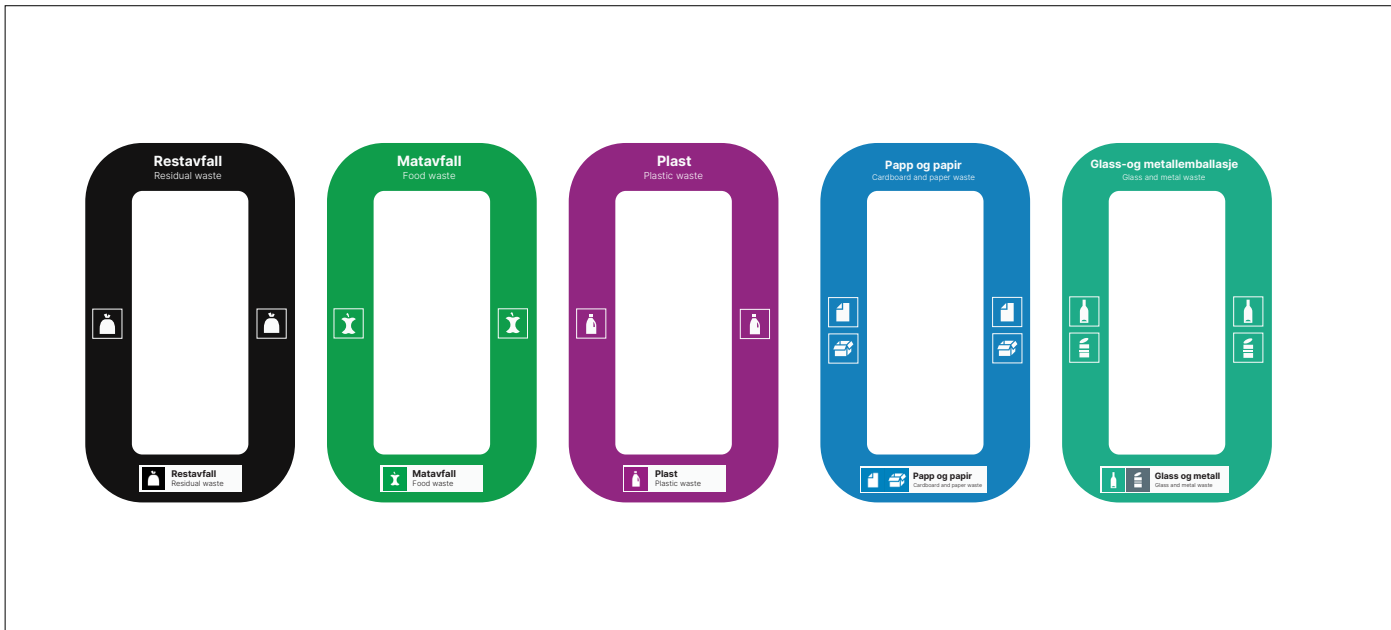 Restavfall
Residual waste
Matavfall
Food waste
Plast
Plastic waste
Papp og papir
Cardboard and paper waste
Glass-og metallemballasje
Glass and metal waste
Restavfall
Residual waste
Matavfall
Food waste
Plast
Plastic waste
Papp og papir
Cardboard and paper waste
Glass og metall
Glass and metal waste